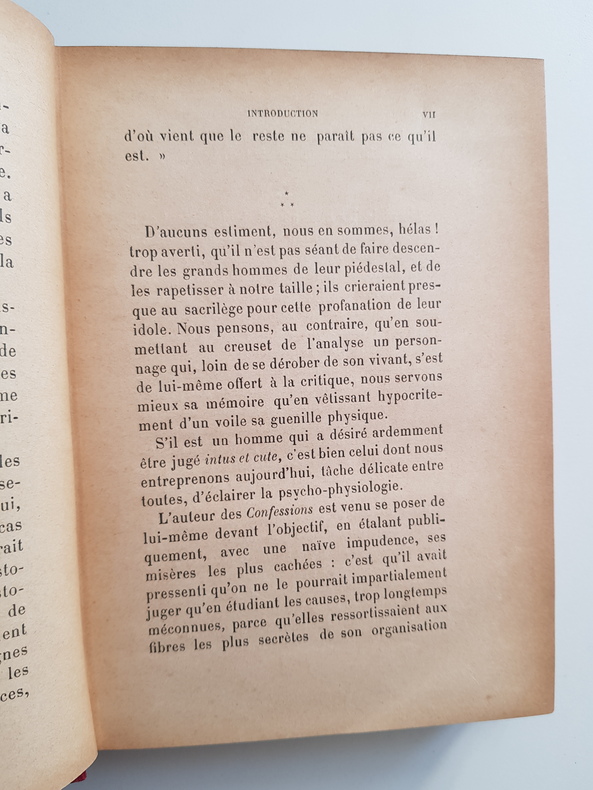 INTRODUCTION VII
d'où vient que le reste ne paraît pas ce qu'il
est. »
D'aucuns estiment, nous en sommes, hélas !
trop averti, qu'il n'est pas séant de faire descen-
dre les grands hommes de leur piédestal, et de
les rapetisser à notre taille ; ils crieraient pres-
que au sacrilège pour cette profanation de leur
idole. Nous pensons, au contraire, qu'en sou-
mettant au creuset de l'analyse un person-
nage qui, loin de se dérober de son vivant, s'est
de lui-même offert à la critique, nous servons
mieux sa mémoire qu'en vêtissant hypocrite-
ment d'un voile sa guenille physique.
S'il est un homme qui a désiré ardemment
être jugé intus et cute, c'est bien celui dont nous
entreprenons aujourd'hui, tâche délicate entre
toutes, d'éclairer la psycho-physiologie.
L'auteur des Confessions est venu se poser de
lui-même devant l'objectif, en étalant publi-
quement, avec une naïve impudence, ses
misères les plus cachées : c'est qu'il avait
pressenti qu'on ne le pourrait impartialement
juger qu'en étudiant les causes, trop longtemps
méconnues, parce qu'elles ressortissaient aux
fibres les plus secrètes de son organisation